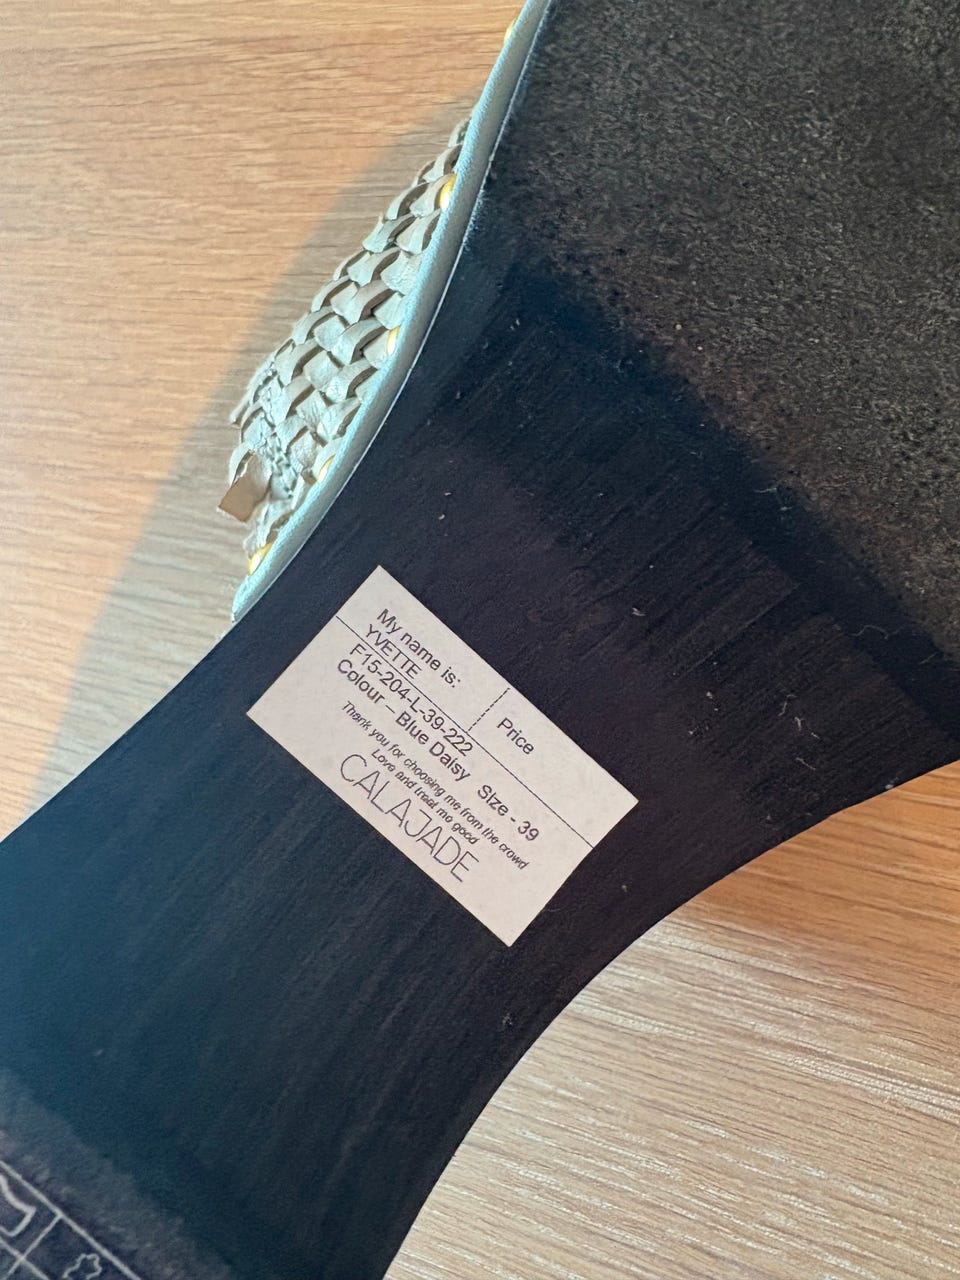 My name is:
YVETTE
Price
F15-204-L-39-222
Colour – Blue Daisy Size - 39
Thank you for choosing me from the crowd
Love and treat me good
CALAJADE